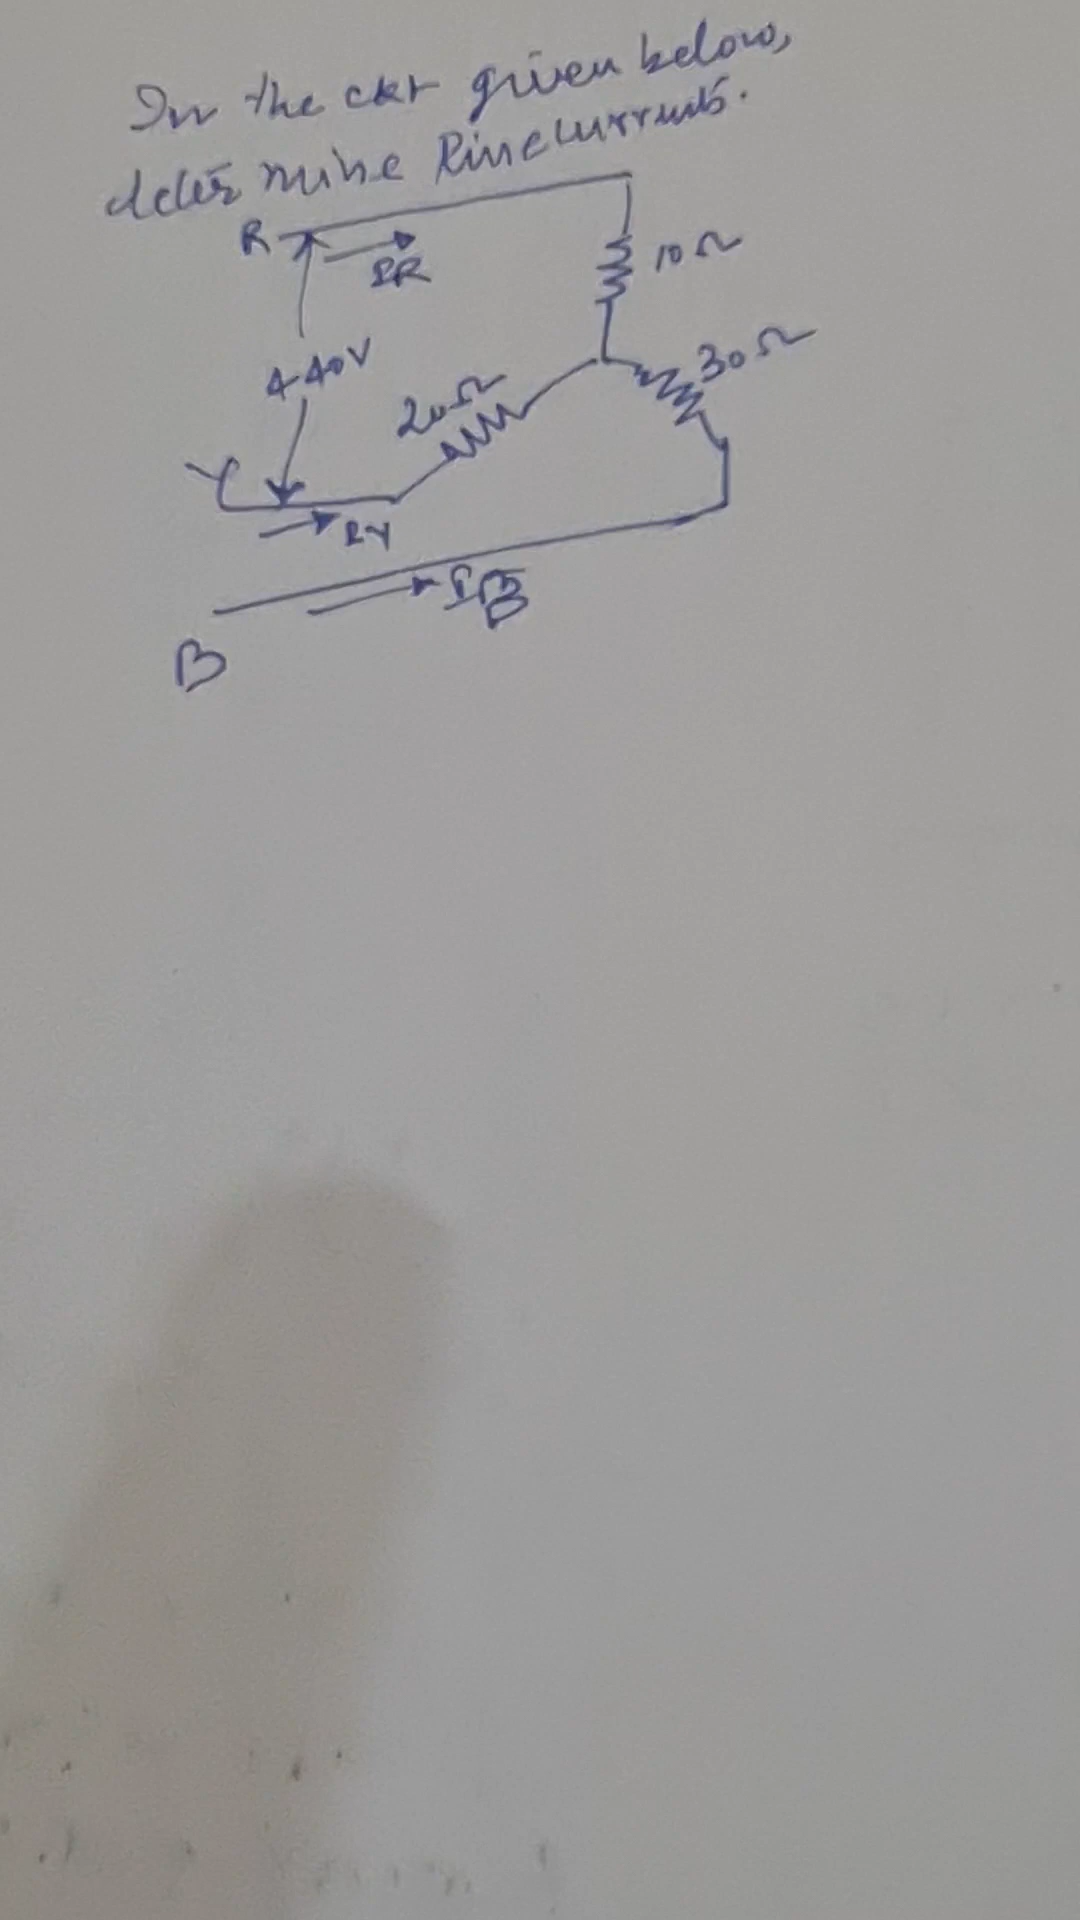 In the ckt given below,
determine Line currents.
R
IR
10Ω
440V
20Ω
30Ω
Y
IY
IB
B